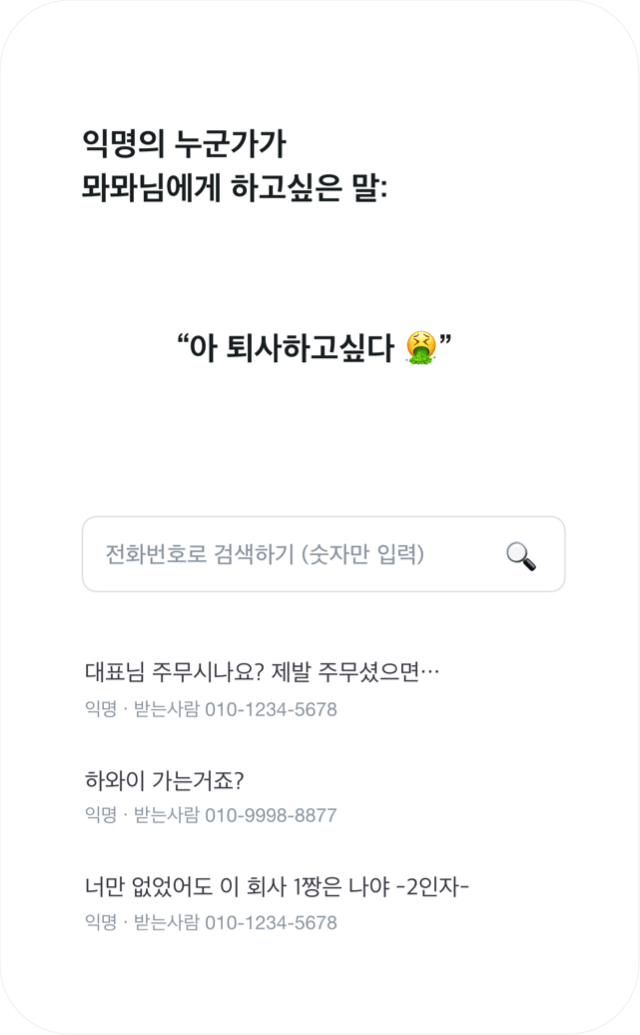 익명의 누군가가
뫄뫄님에게 하고싶은 말:
“아 퇴사하고싶다 🤮”
전화번호로 검색하기 (숫자만 입력) 🔍
대표님 주무시나요? 제발 주무셨으면…
익명 · 받는사람 010-1234-5678
하와이 가는거죠?
익명 · 받는사람 010-9998-8877
너만 없었어도 이 회사 1짱은 나야 -2인자-
익명 · 받는사람 010-1234-5678